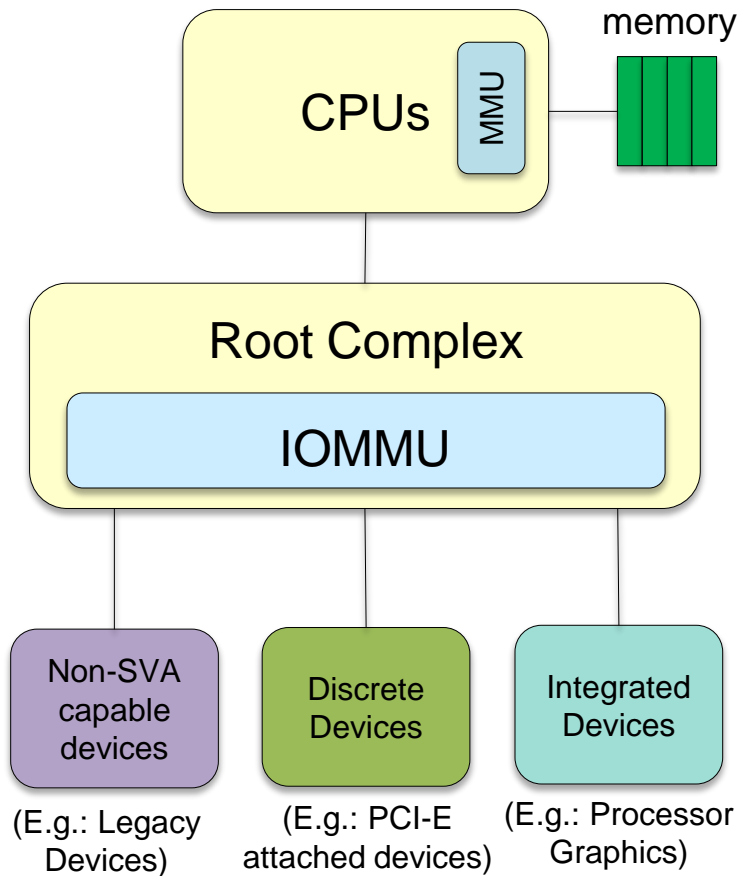 memory
CPUs
MMU
Root Complex
IOMMU
Non-SVA
capable
devices
Discrete
Devices
Integrated
Devices
(E.g.: Legacy
Devices)
(E.g.: PCI-E
attached devices)
(E.g.: Processor
Graphics)